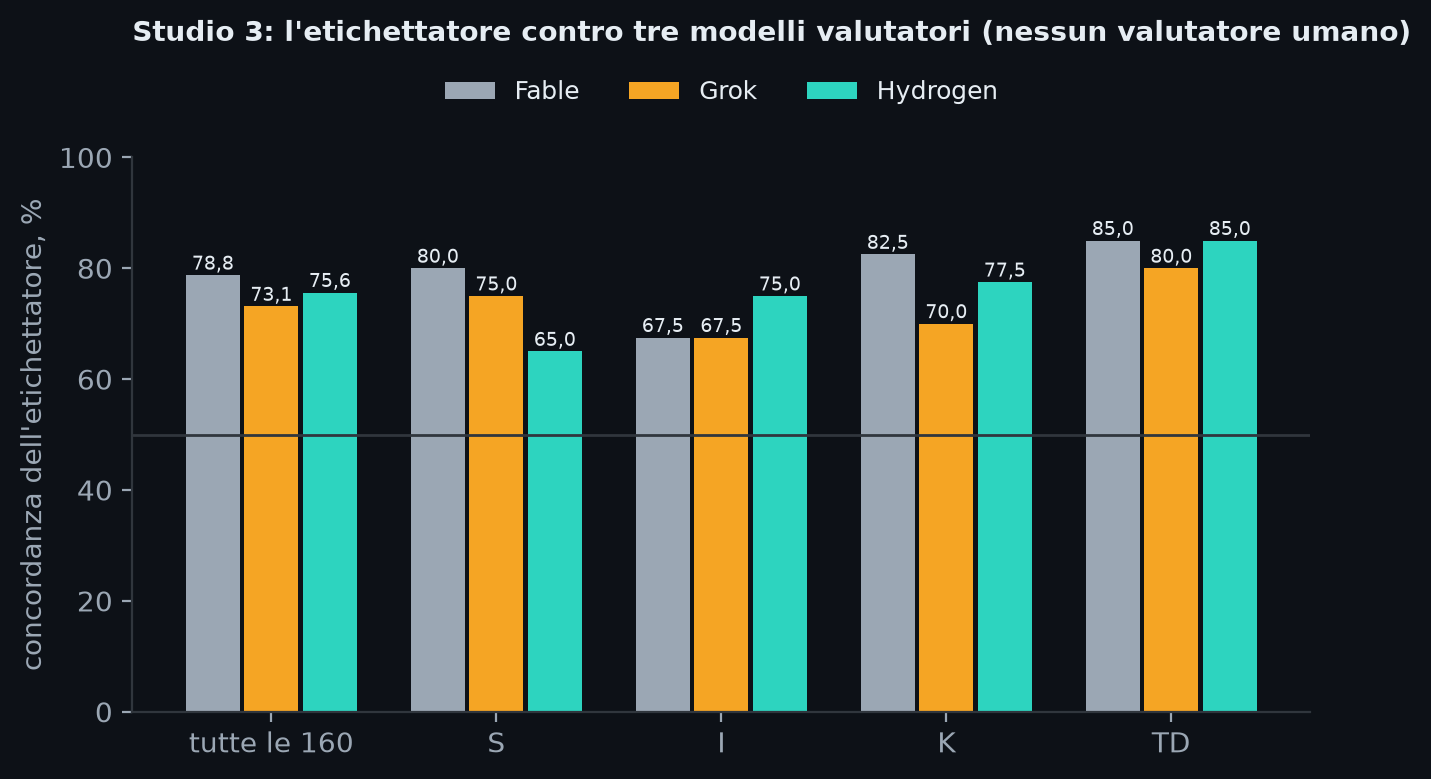 Studio 3: l'etichettatore contro tre modelli valutatori (nessun valutatore umano)
Fable Grok Hydrogen
concordanza dell'etichettatore, %
100
80
60
40
20
0
78,8 73,1 75,6
80,0 75,0 65,0
67,5 67,5 75,0
82,5 70,0 77,5
85,0 80,0 85,0
tutte le 160 S I K TD